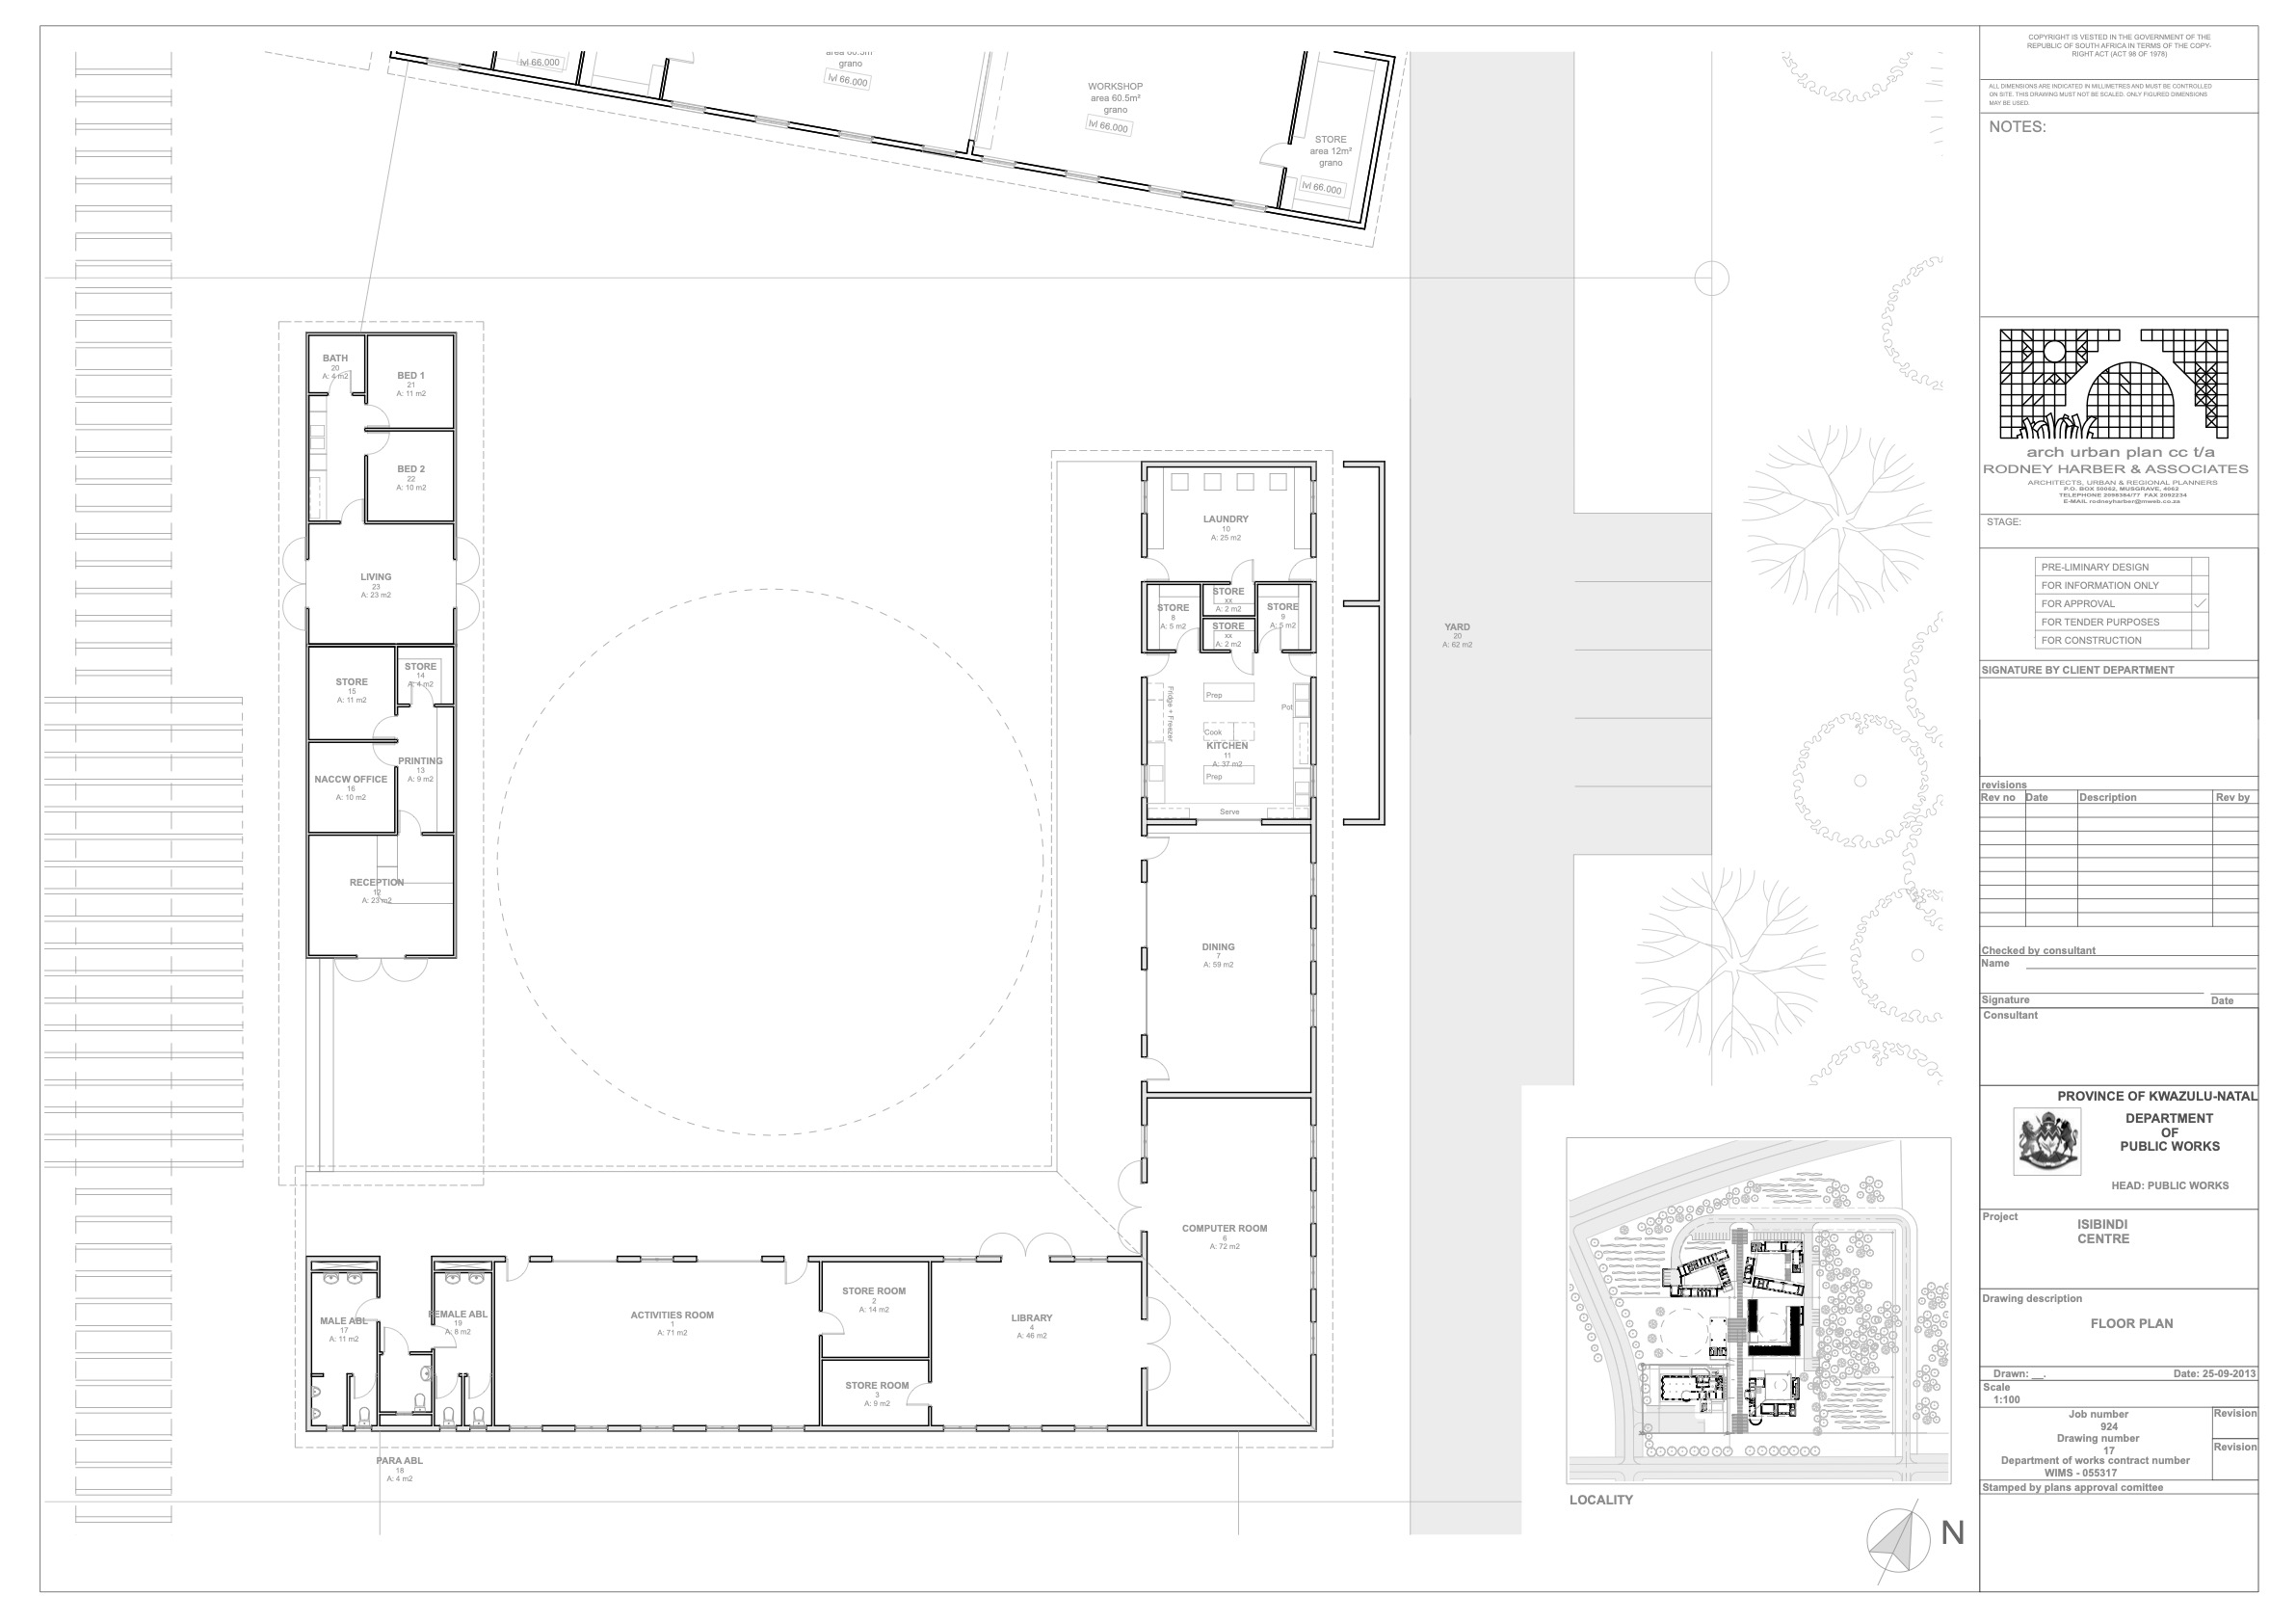 area 60.5m
grano
lvl 66.000
lvl 66.000
WORKSHOP
area 60.5m²
grano
lvl 66.000
STORE
area 12m²
grano
lvl 66.000
BATH
20
A: 4 m2
BED 1
21
A: 11 m2
BED 2
22
A: 10 m2
LIVING
23
A: 23 m2
STORE
15
A: 11 m2
STORE
14
A: 4 m2
PRINTING
13
A: 9 m2
NACCW OFFICE
16
A: 10 m2
RECEPTION
12
A: 23 m2
LAUNDRY
10
A: 25 m2
STORE
8
A: 5 m2
STORE
xx
A: 2 m2
STORE
xx
A: 2 m2
STORE
9
A: 5 m2
Fridge + Freezer
Prep
Pot
Cook
KITCHEN
11
A: 37 m2
Prep
Serve
DINING
7
A: 59 m2
COMPUTER ROOM
6
A: 72 m2
YARD
20
A: 62 m2
MALE ABL
17
A: 11 m2
FEMALE ABL
19
A: 8 m2
PARA ABL
18
A: 4 m2
ACTIVITIES ROOM
1
A: 71 m2
STORE ROOM
2
A: 14 m2
STORE ROOM
3
A: 9 m2
LIBRARY
4
A: 46 m2
LOCALITY
N
COPYRIGHT IS VESTED IN THE GOVERNMENT OF THE
REPUBLIC OF SOUTH AFRICA IN TERMS OF THE COPY-
RIGHT ACT (ACT 98 OF 1978)
ALL DIMENSIONS ARE INDICATED IN MILLIMETRES AND MUST BE CONTROLLED
ON SITE. THIS DRAWING MUST NOT BE SCALED. ONLY FIGURED DIMENSIONS
MAY BE USED.
NOTES:
arch urban plan cc t/a
RODNEY HARBER & ASSOCIATES
ARCHITECTS, URBAN & REGIONAL PLANNERS
P.O. BOX 50062, MUSGRAVE, 4062
TELEPHONE 2098384/77 FAX 2092234
E-MAIL rodneyharber@mweb.co.za
STAGE:
PRE-LIMINARY DESIGN
FOR INFORMATION ONLY
FOR APPROVAL
FOR TENDER PURPOSES
FOR CONSTRUCTION
SIGNATURE BY CLIENT DEPARTMENT
revisions
Rev no Date Description Rev by
Checked by consultant
Name
Signature Date
Consultant
PROVINCE OF KWAZULU-NATAL
DEPARTMENT
OF
PUBLIC WORKS
HEAD: PUBLIC WORKS
Project
ISIBINDI
CENTRE
Drawing description
FLOOR PLAN
Drawn: __. Date: 25-09-2013
Scale
1:100
Job number
924
Revision
Drawing number
17
Revision
Department of works contract number
WIMS - 055317
Stamped by plans approval comittee